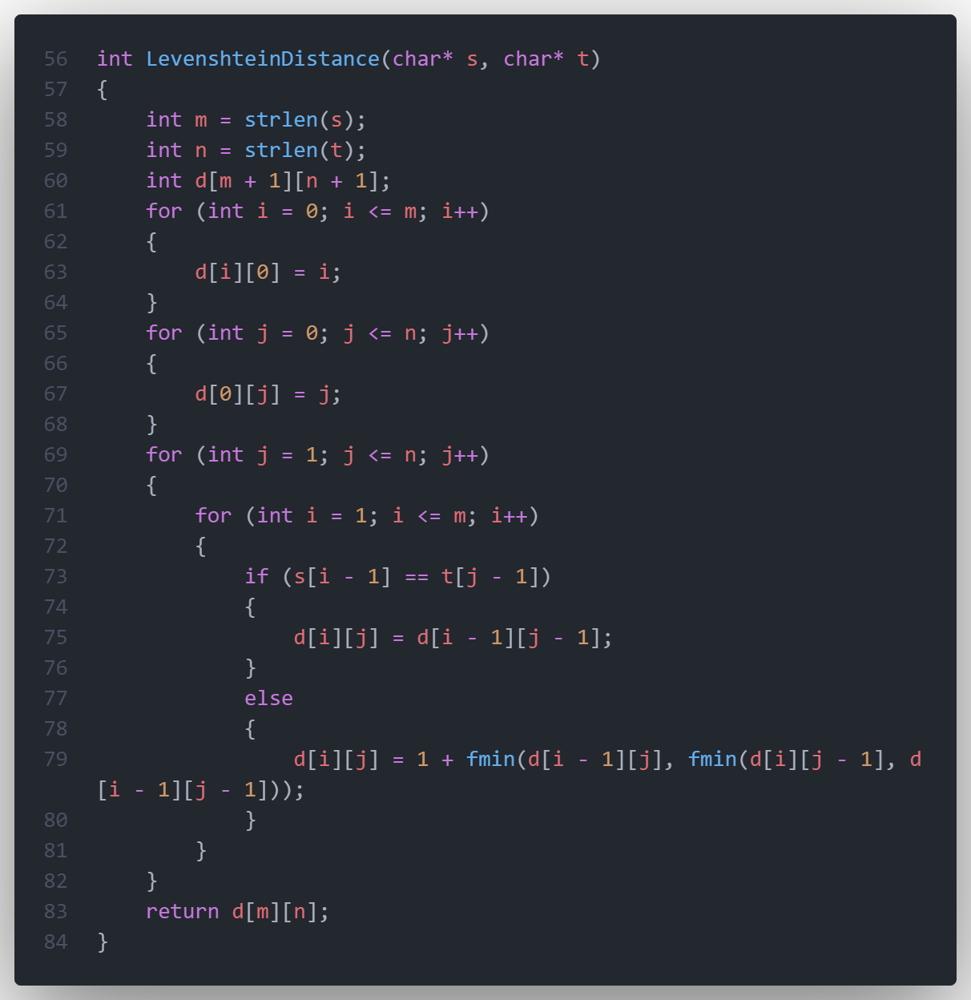 56 int LevenshteinDistance(char* s, char* t)
57 {
58     int m = strlen(s);
59     int n = strlen(t);
60     int d[m + 1][n + 1];
61     for (int i = 0; i <= m; i++)
62     {
63         d[i][0] = i;
64     }
65     for (int j = 0; j <= n; j++)
66     {
67         d[0][j] = j;
68     }
69     for (int j = 1; j <= n; j++)
70     {
71         for (int i = 1; i <= m; i++)
72         {
73             if (s[i - 1] == t[j - 1])
74             {
75                 d[i][j] = d[i - 1][j - 1];
76             }
77             else
78             {
79                 d[i][j] = 1 + fmin(d[i - 1][j], fmin(d[i][j - 1], d
[i - 1][j - 1]));
80             }
81         }
82     }
83     return d[m][n];
84 }